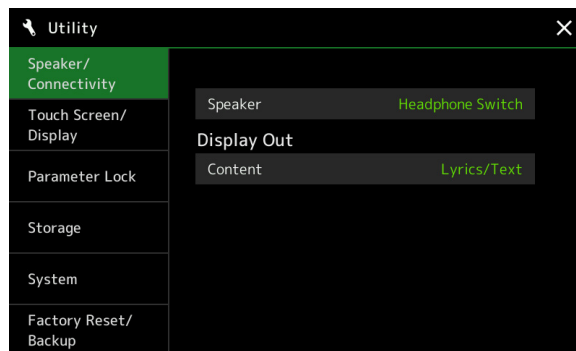 Utility
Speaker/
Connectivity
Touch Screen/
Display
Parameter Lock
Storage
System
Factory Reset/
Backup
Speaker Headphone Switch
Display Out
Content Lyrics/Text